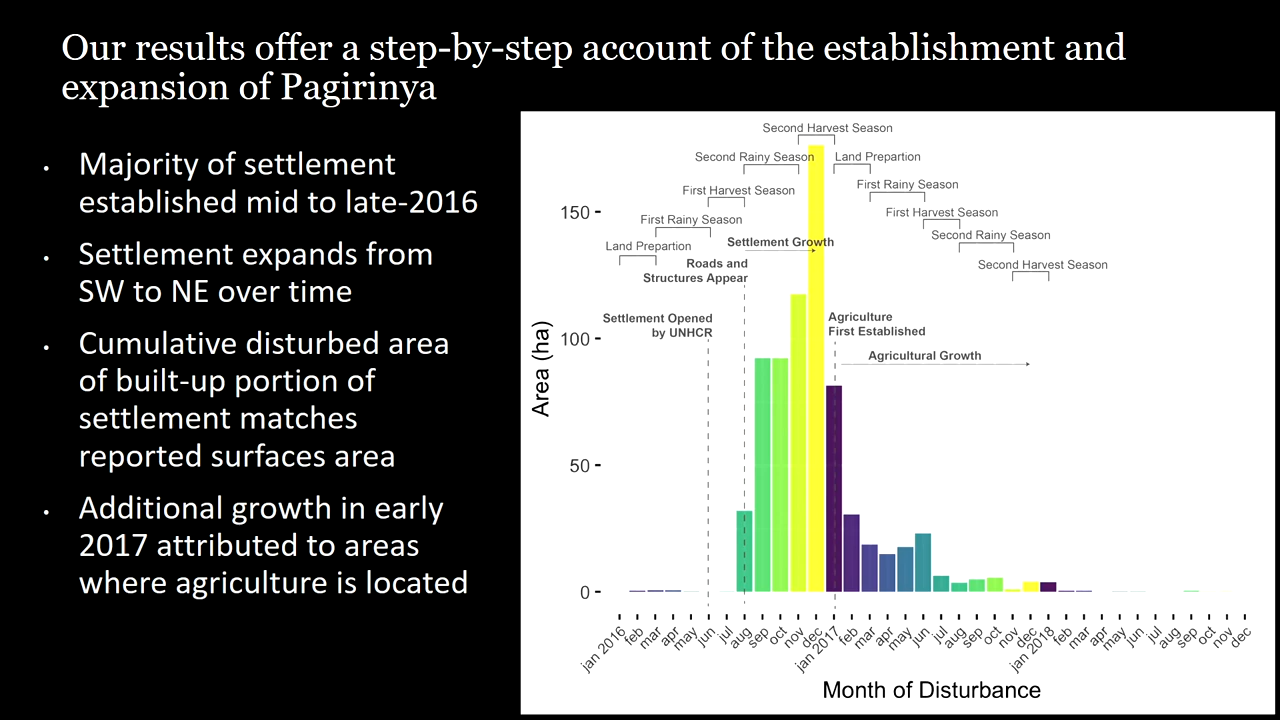 Our results offer a step-by-step account of the establishment and
expansion of Pagirinya
• Majority of settlement
established mid to late-2016
• Settlement expands from
SW to NE over time
• Cumulative disturbed area
of built-up portion of
settlement matches
reported surfaces area
• Additional growth in early
2017 attributed to areas
where agriculture is located
Second Harvest Season
Second Rainy Season
Land Prepartion
First Harvest Season
First Rainy Season
First Rainy Season
First Harvest Season
Land Prepartion
Settlement Growth
Second Rainy Season
Roads and
Structures Appear
Second Harvest Season
Settlement Opened
by UNHCR
Agriculture
First Established
Agricultural Growth
Area (ha)
150
100
50
0
jan 2016
feb
mar
apr
may
jun
jul
aug
sep
oct
nov
dec
jan 2017
feb
mar
apr
may
jun
jul
aug
sep
oct
nov
dec
jan 2018
feb
mar
apr
may
jun
jul
aug
sep
oct
nov
dec
Month of Disturbance